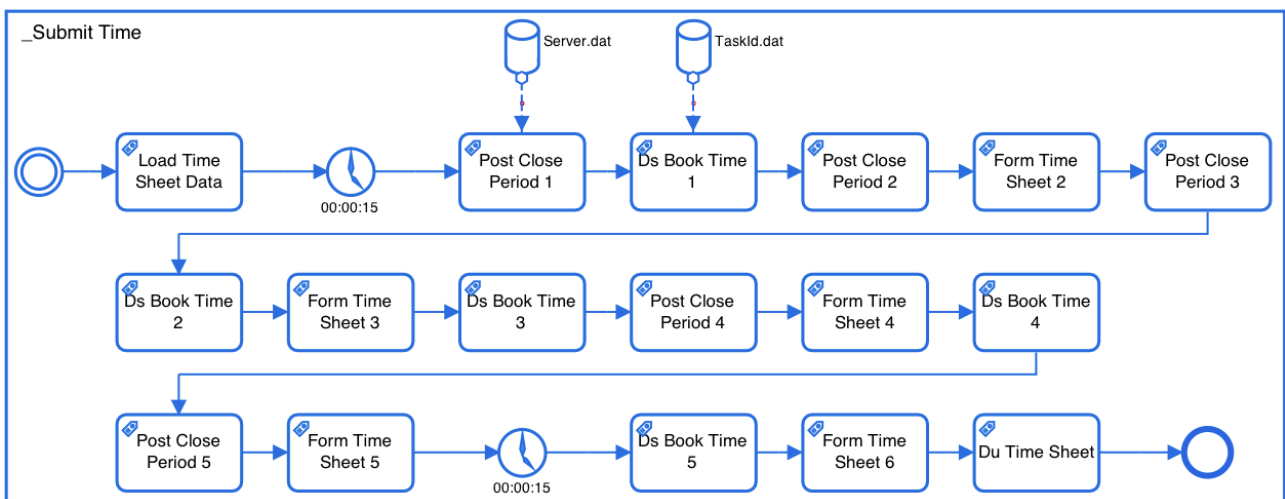 _Submit Time
Server.dat
TaskId.dat
Load Time
Sheet Data
00:00:15
Post Close
Period 1
Ds Book Time
1
Post Close
Period 2
Form Time
Sheet 2
Post Close
Period 3
Ds Book Time
2
Form Time
Sheet 3
Ds Book Time
3
Post Close
Period 4
Form Time
Sheet 4
Ds Book Time
4
Post Close
Period 5
Form Time
Sheet 5
00:00:15
Ds Book Time
5
Form Time
Sheet 6
Du Time Sheet